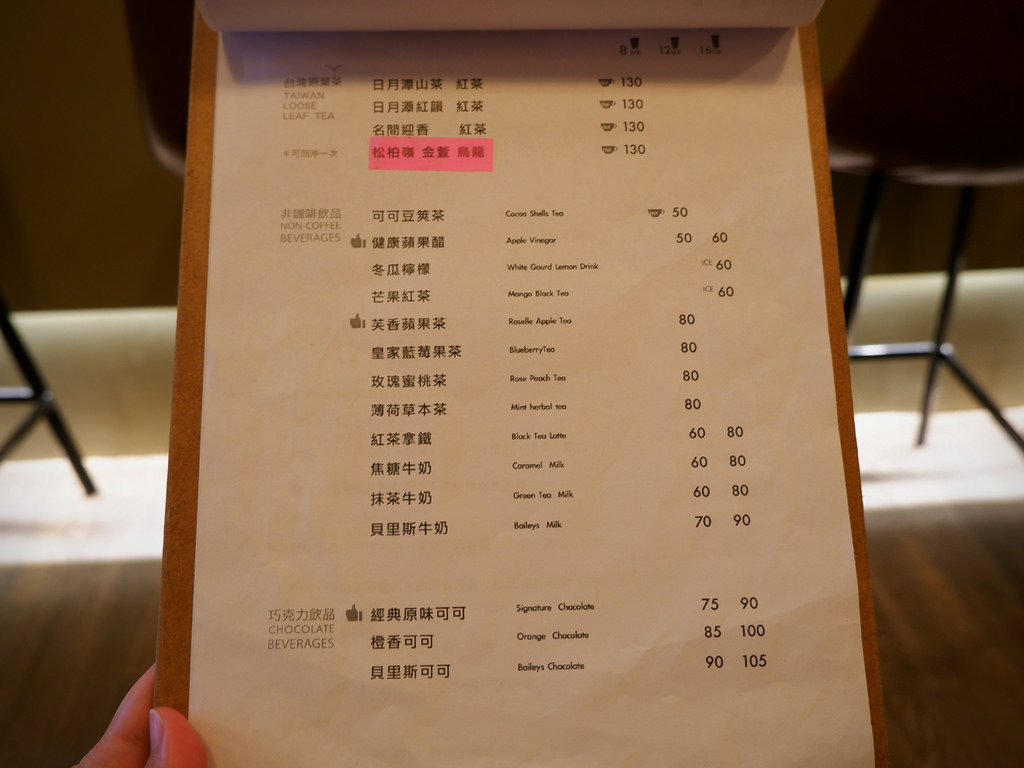 8 12 16
台灣原葉茶 日月潭山茶 紅茶 130
TAIWAN 日月潭紅韻 紅茶 130
LOOSE
LEAF TEA 名間迎香 紅茶 130
*可回沖一次 松柏嶺 金萱 烏龍 130
非咖啡飲品 可可豆莢茶 Cocoa Shells Tea 50
NON-COFFEE
BEVERAGES 健康蘋果醋 Apple Vinegar 50 60
冬瓜檸檬 White Gourd Lemon Drink ICE 60
芒果紅茶 Mango Black Tea ICE 60
芙香蘋果茶 Roselle Apple Tea 80
皇家藍莓果茶 BlueberryTea 80
玫瑰蜜桃茶 Rose Peach Tea 80
薄荷草本茶 Mint herbol tea 80
紅茶拿鐵 Black Tea Latte 60 80
焦糖牛奶 Caramel Milk 60 80
抹茶牛奶 Green Tea Milk 60 80
貝里斯牛奶 Baileys Milk 70 90
巧克力飲品 經典原味可可 Signature Chocolate 75 90
CHOCOLATE 橙香可可 Orange Chocolate 85 100
BEVERAGES
貝里斯可可 Baileys Chocolate 90 105